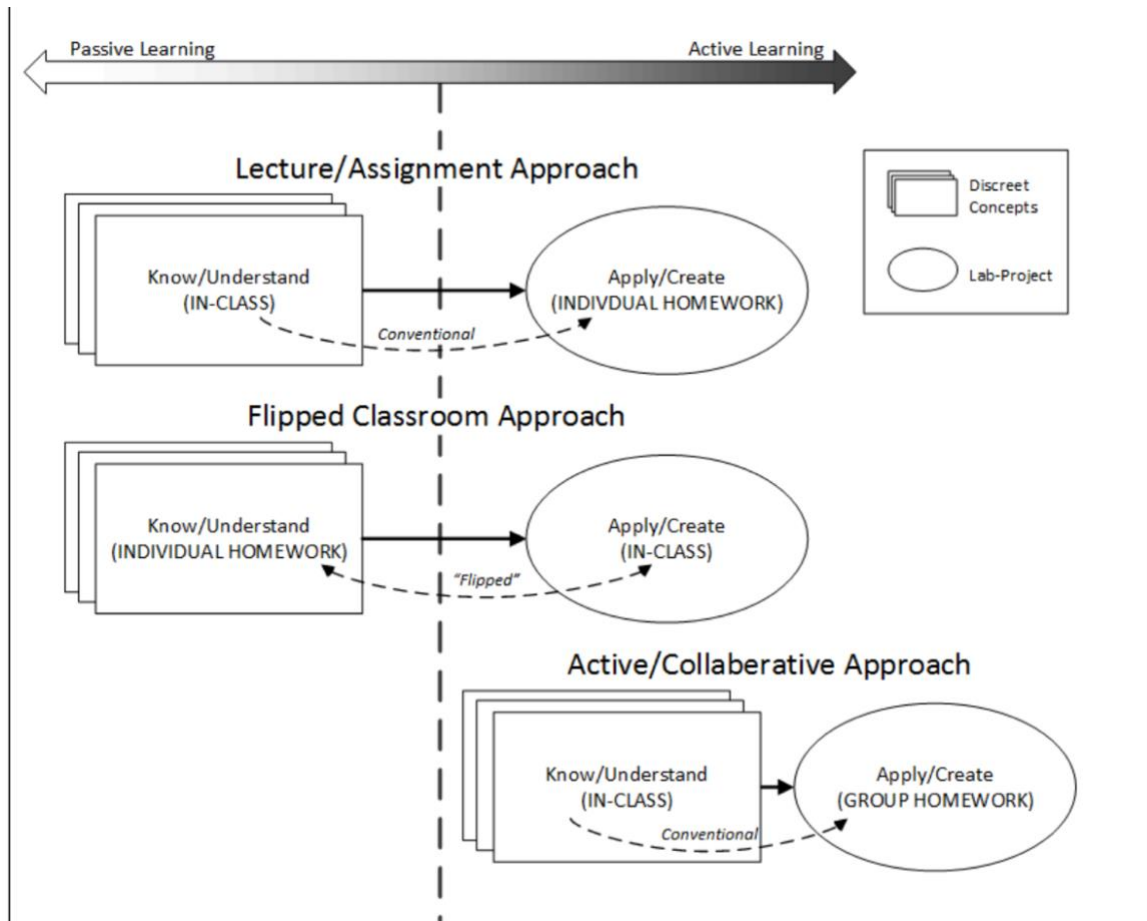 Passive Learning
Active Learning
Lecture/Assignment Approach
Know/Understand
(IN-CLASS)
Conventional
Apply/Create
(INDIVDUAL HOMEWORK)
Discreet
Concepts
Lab-Project
Flipped Classroom Approach
Know/Understand
(INDIVIDUAL HOMEWORK)
"Flipped"
Apply/Create
(IN-CLASS)
Active/Collaberative Approach
Know/Understand
(IN-CLASS)
Conventional
Apply/Create
(GROUP HOMEWORK)